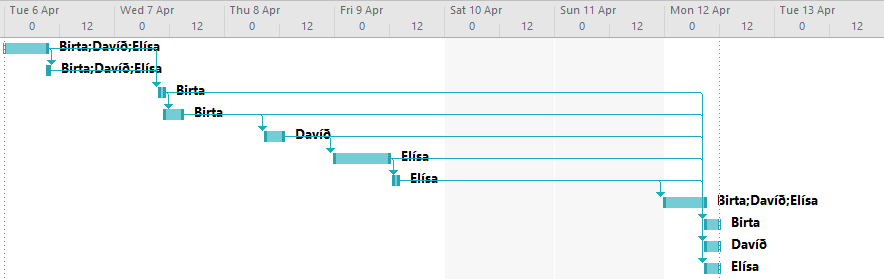 Tue 6 Apr Wed 7 Apr Thu 8 Apr Fri 9 Apr Sat 10 Apr Sun 11 Apr Mon 12 Apr Tue 13 Apr
0 12 0 12 0 12 0 12 0 12 0 12 0 12 0 12
Birta;Davíð;Elísa
Birta;Davíð;Elísa
Birta
Birta
Davíð
Elísa
Elísa
Birta;Davíð;Elísa
Birta
Davíð
Elísa